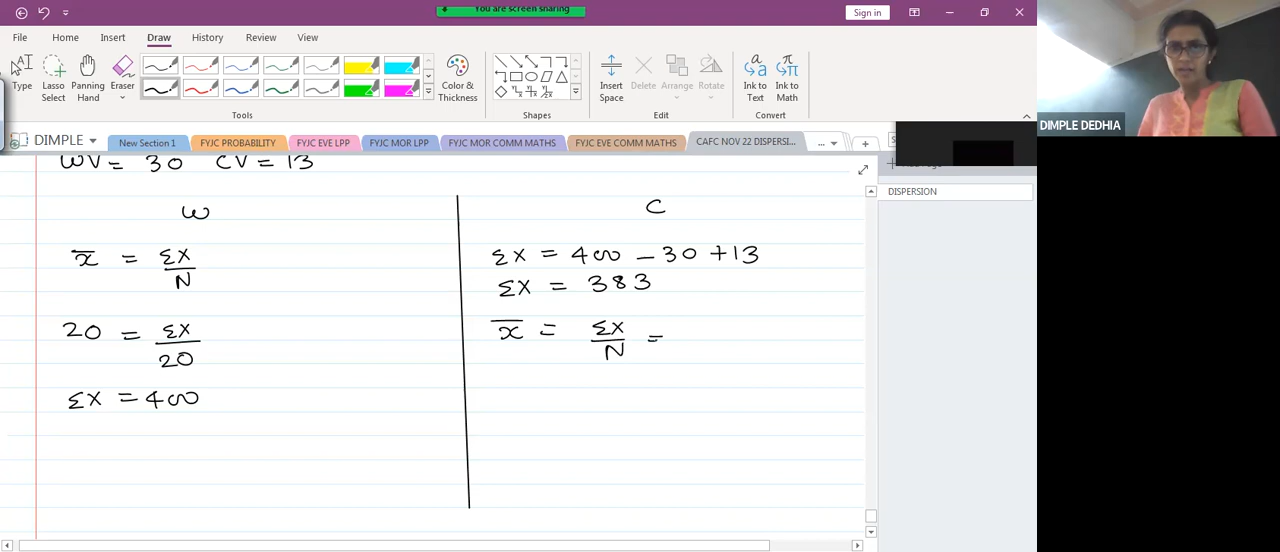 You are screen sharing
Sign in
File Home Insert Draw History Review View
Type
Lasso Select
Panning Hand
Eraser
Color & Thickness
Insert Space
Delete
Arrange
Rotate
Ink to Text
Ink to Math
Tools
Shapes
Edit
Convert
DIMPLE DEDHIA
DIMPLE New Section 1 FYJC PROBABILITY FYJC EVE LPP FYJC MOR LPP FYJC MOR COMM MATHS FYJC EVE COMM MATHS CAFC NOV 22 DISPERSI... ...
DISPERSION
WV = 30 CV = 13
W
x̄ = ΣX/N
20 = ΣX/20
ΣX = 400
C
ΣX = 400 - 30 + 13
ΣX = 383
x̄ = ΣX/N =